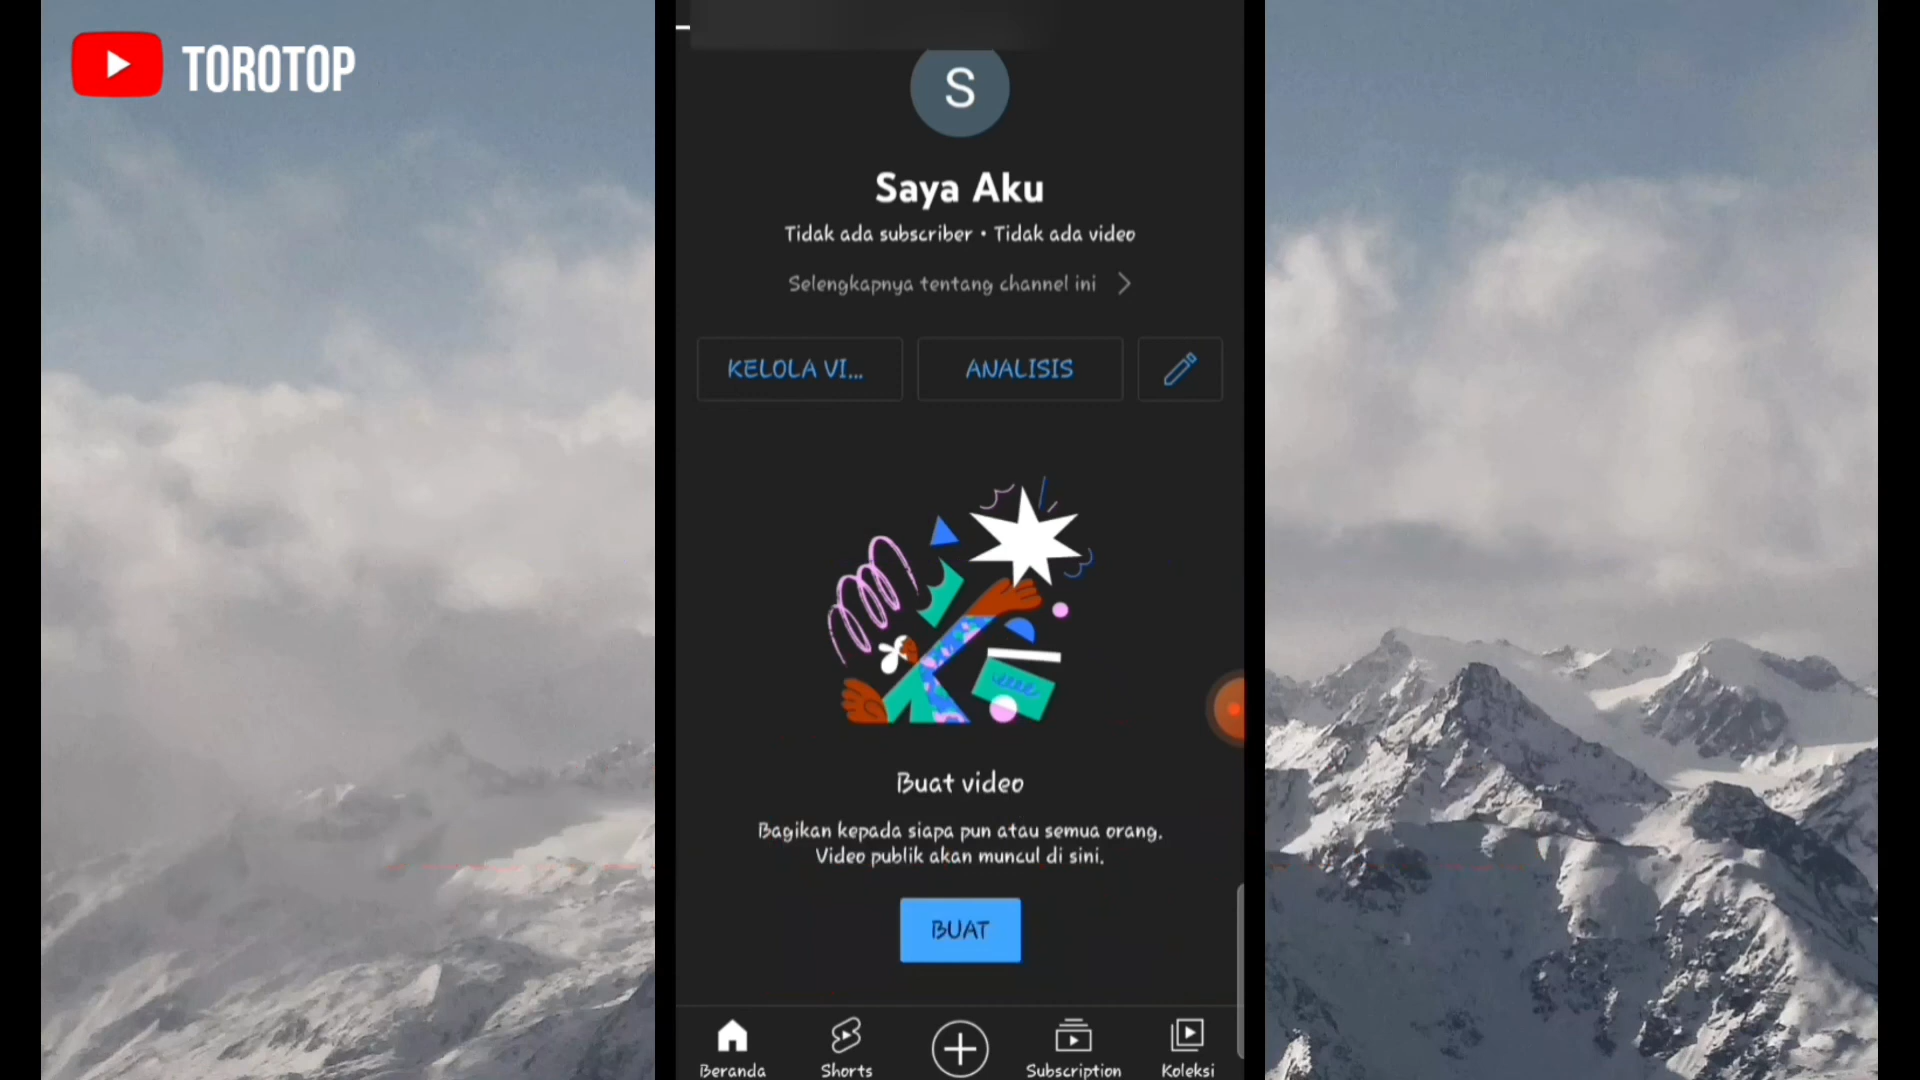 TOROTOP
S
Saya Aku
Tidak ada subscriber • Tidak ada video
Selengkapnya tentang channel ini
KELOLA VI...
ANALISIS
Buat video
Bagikan kepada siapa pun atau semua orang.
Video publik akan muncul di sini.
BUAT
Beranda
Shorts
Subscription
Koleksi